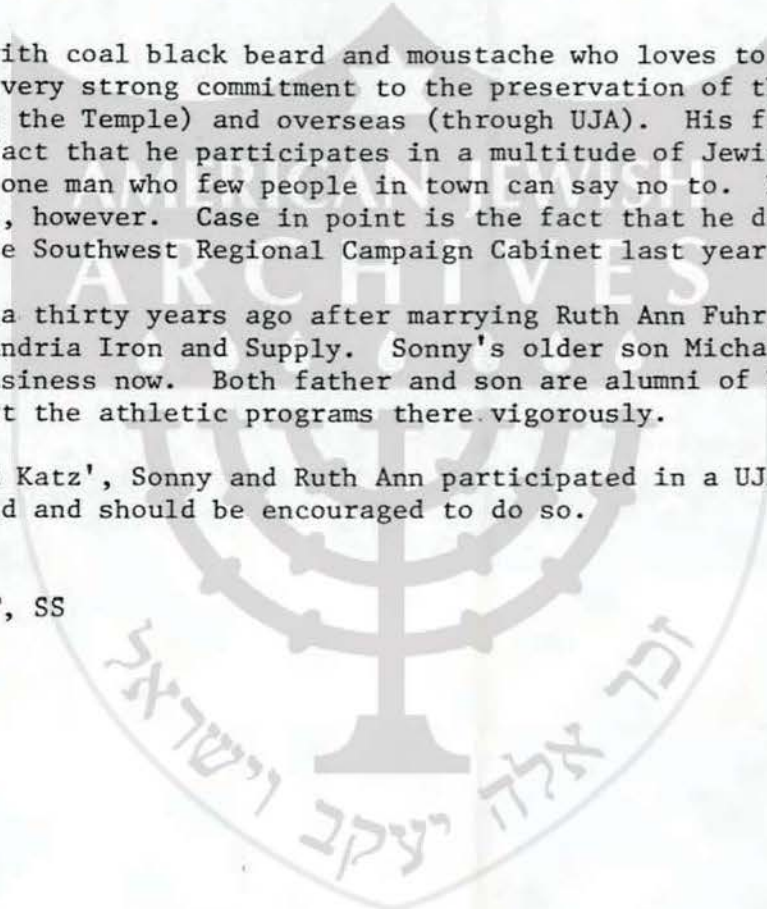 ith coal black beard and moustache who loves to
very strong commitment to the preservation of t
the Temple) and overseas (through UJA). His f
act that he participates in a multitude of Jewi
one man who few people in town can say no to.
, however. Case in point is the fact that he d
e Southwest Regional Campaign Cabinet last year
a thirty years ago after marrying Ruth Ann Fuhr
ndria Iron and Supply. Sonny's older son Micha
siness now. Both father and son are alumni of
t the athletic programs there vigorously.
Katz', Sonny and Ruth Ann participated in a UJ
d and should be encouraged to do so.
, SS
AMERICAN JEWISH
ARCHIVES
זכר אלה יעקב וישראל